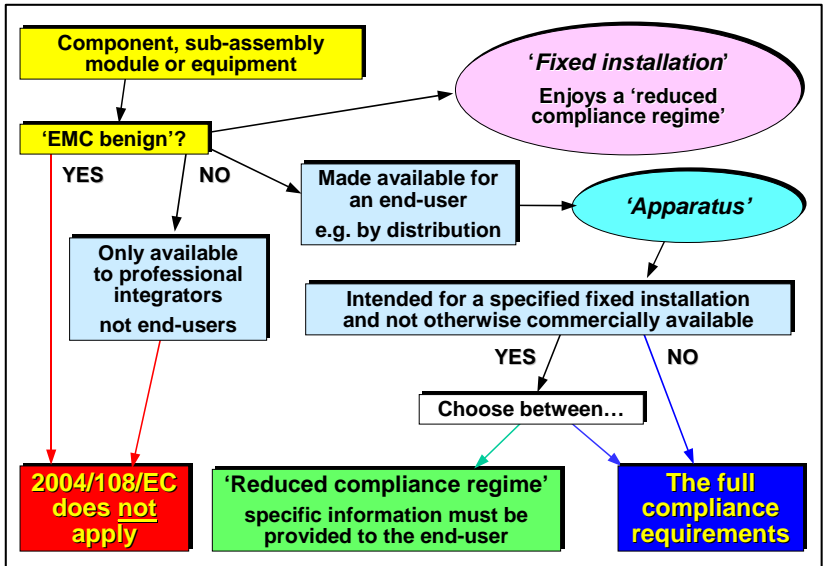 Component, sub-assembly
module or equipment
‘Fixed installation’
Enjoys a ‘reduced
compliance regime’
‘EMC benign’?
YES
NO
Made available for
an end-user
e.g. by distribution
‘Apparatus’
Only available
to professional
integrators
not end-users
Intended for a specified fixed installation
and not otherwise commercially available
YES
NO
Choose between…
2004/108/EC
does not
apply
‘Reduced compliance regime’
specific information must be
provided to the end-user
The full
compliance
requirements